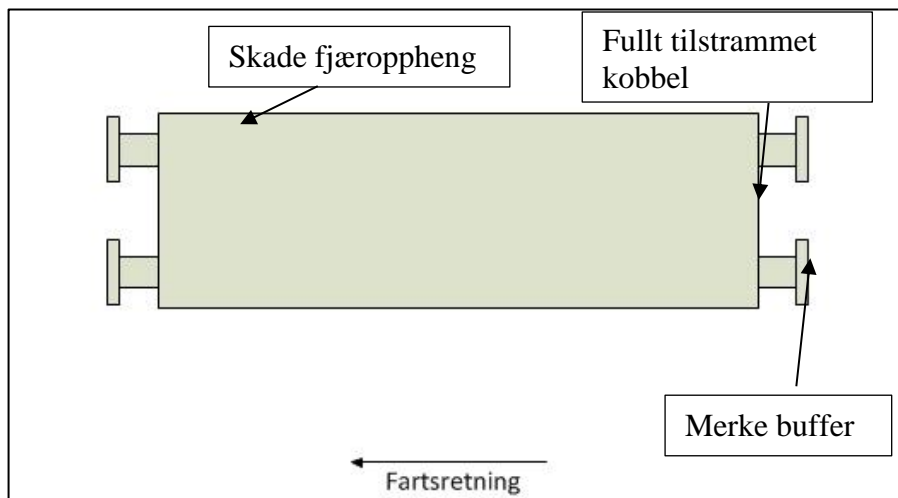 Skade fjæroppheng
Fullt tilstrammet
kobbel
Merke buffer
Fartsretning